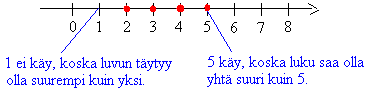 0 1 2 3 4 5 6 7 8
1 ei käy, koska luvun täytyy
olla suurempi kuin yksi.
5 käy, koska luku saa olla
yhtä suuri kuin 5.